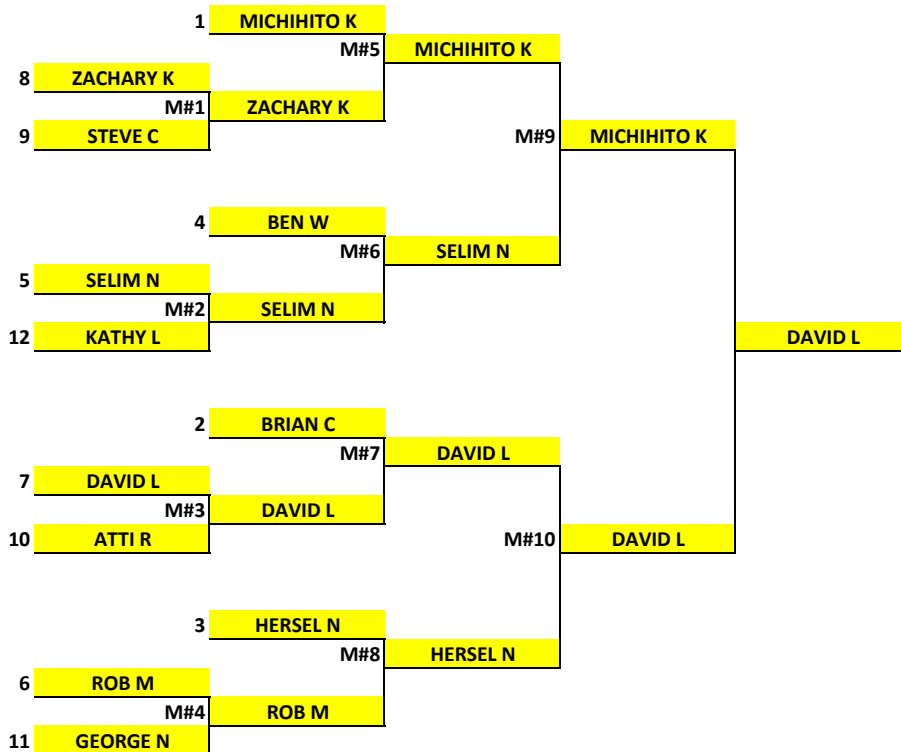 1 MICHIHITO K
M#5 MICHIHITO K
8 ZACHARY K
M#1 ZACHARY K
9 STEVE C
M#9 MICHIHITO K
4 BEN W
M#6 SELIM N
5 SELIM N
M#2 SELIM N
12 KATHY L
DAVID L
2 BRIAN C
M#7 DAVID L
7 DAVID L
M#3 DAVID L
10 ATTI R
M#10 DAVID L
3 HERSEL N
M#8 HERSEL N
6 ROB M
M#4 ROB M
11 GEORGE N